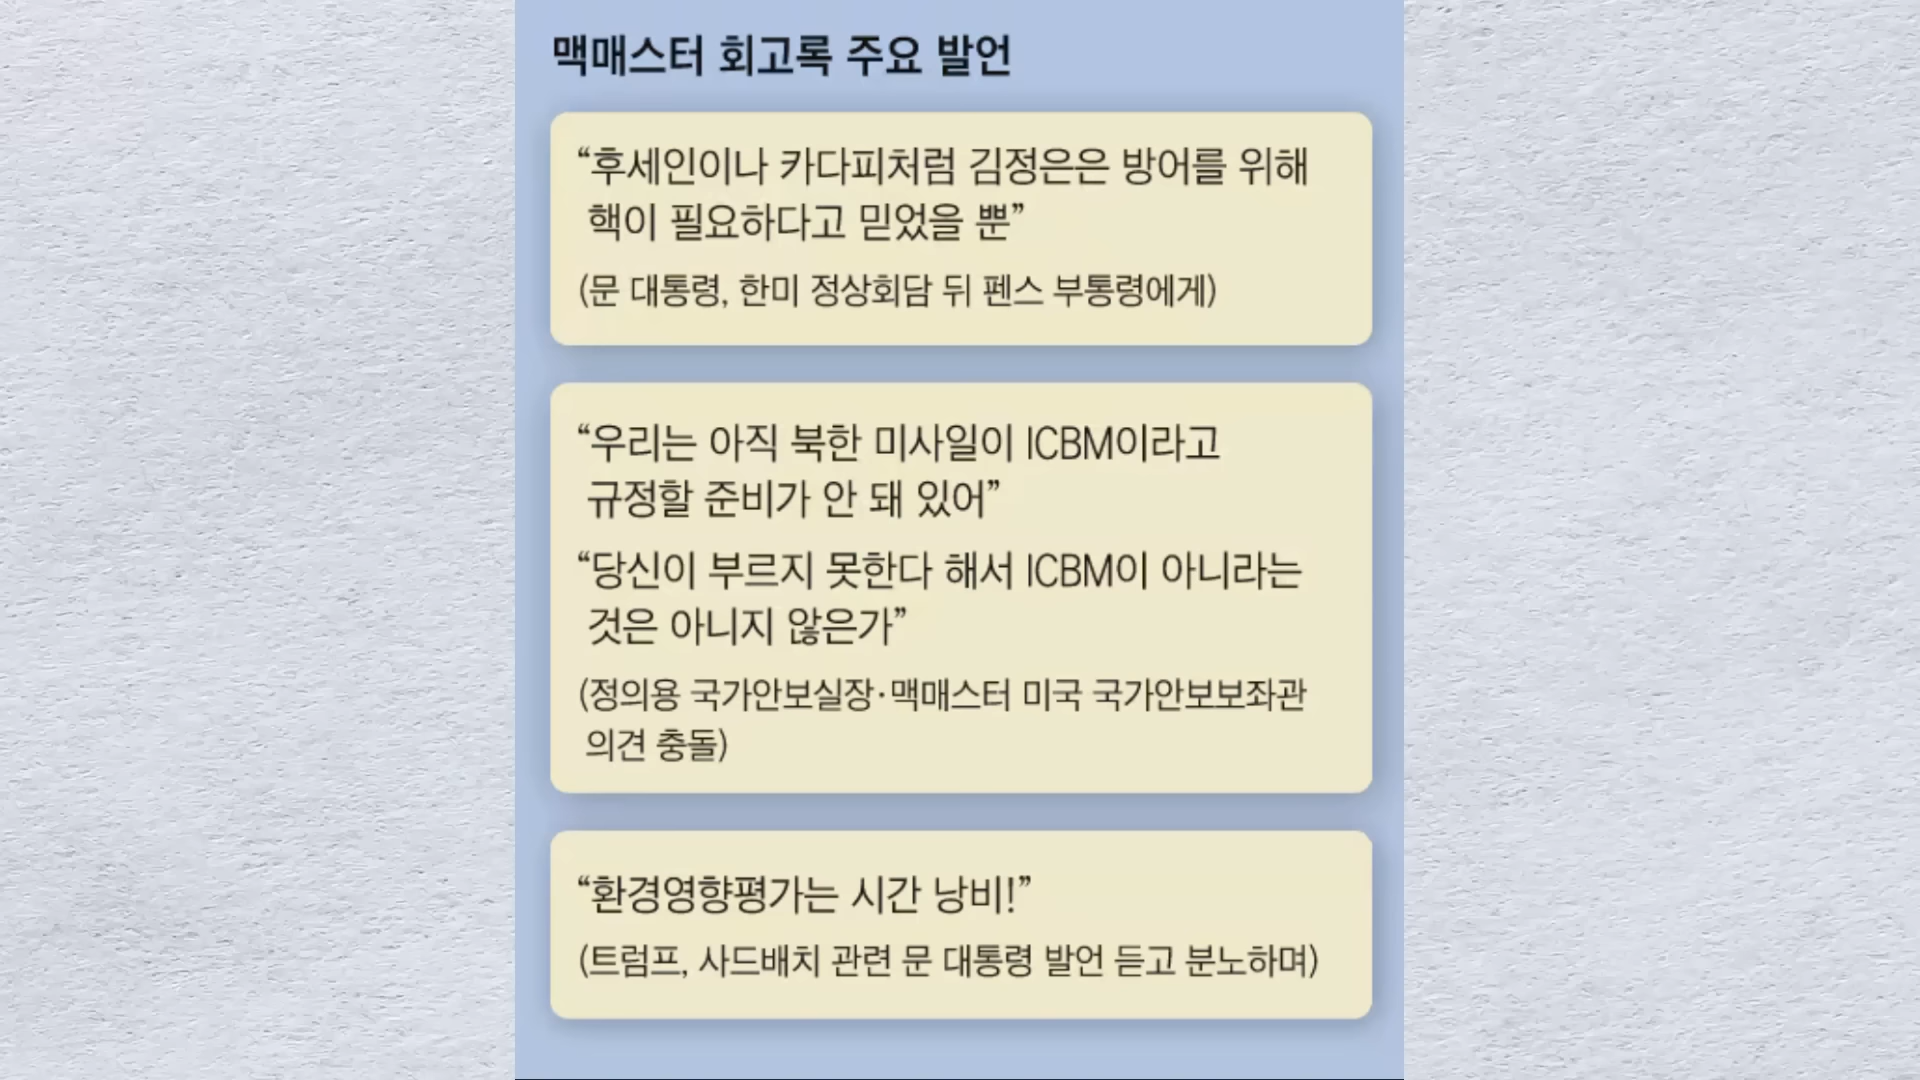 맥매스터 회고록 주요 발언
“후세인이나 카다피처럼 김정은은 방어를 위해
핵이 필요하다고 믿었을 뿐”
(문 대통령, 한미 정상회담 뒤 펜스 부통령에게)
“우리는 아직 북한 미사일이 ICBM이라고
규정할 준비가 안 돼 있어”
“당신이 부르지 못한다 해서 ICBM이 아니라는
것은 아니지 않은가”
(정의용 국가안보실장·맥매스터 미국 국가안보보좌관
의견 충돌)
“환경영향평가는 시간 낭비!”
(트럼프, 사드배치 관련 문 대통령 발언 듣고 분노하며)